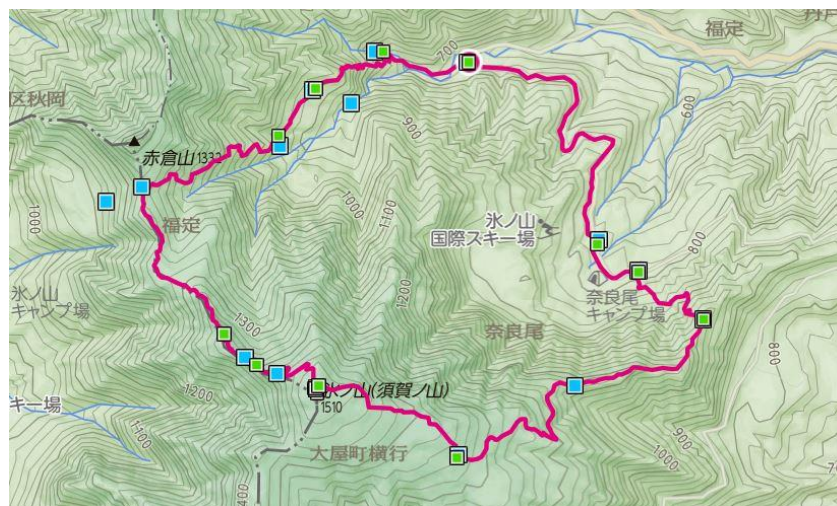 福定
丹戸
区秋岡
700
600
900
赤倉山 1332
1000
1100
1000
福定
氷ノ山
国際スキー場
800
氷ノ山
キャンプ場
1200
奈良尾
キャンプ場
1300
奈良尾
800
1200
氷ノ山(須賀ノ山)
1510
キー場
1100
大屋町横行
900
1000
400